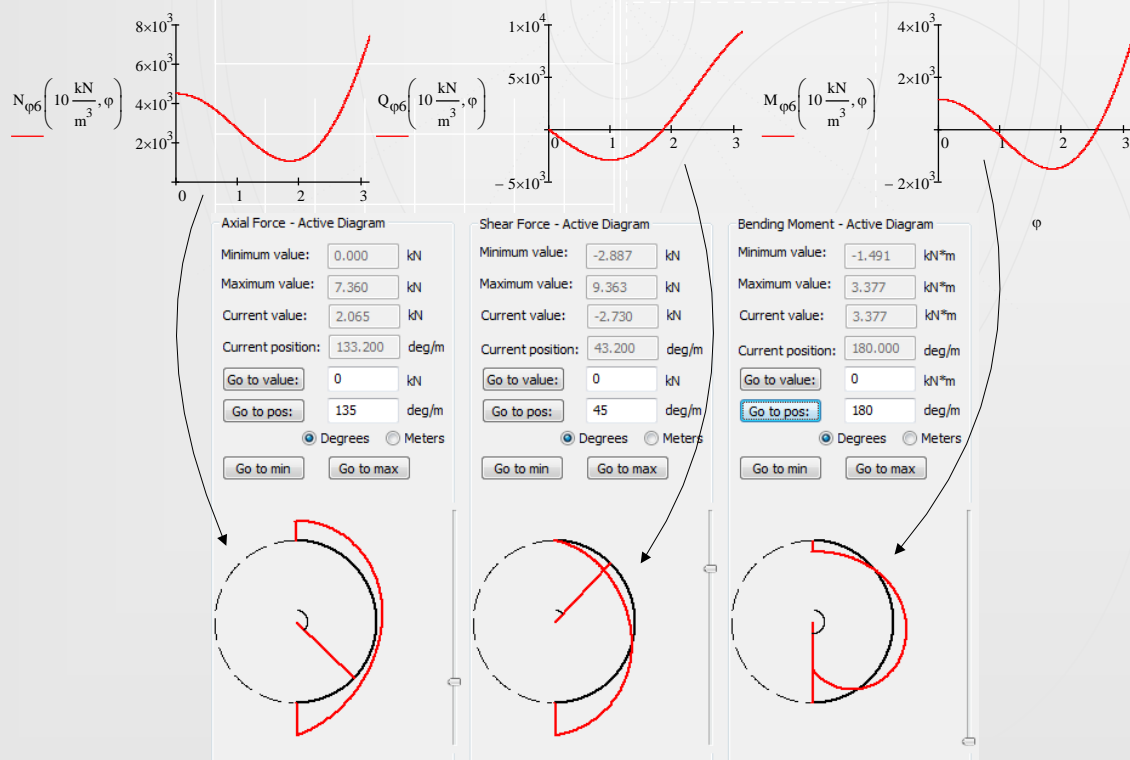 8×10³
6×10³
4×10³
2×10³
N_φ6(10 kN/m³, φ)
0 1 2 3
1×10⁴
5×10³
− 5×10³
Q_φ6(10 kN/m³, φ)
0 1 2 3
4×10³
2×10³
− 2×10³
M_φ6(10 kN/m³, φ)
0 1 2 3
φ
Axial Force - Active Diagram
Minimum value: 0.000 kN
Maximum value: 7.360 kN
Current value: 2.065 kN
Current position: 133.200 deg/m
Go to value: 0 kN
Go to pos: 135 deg/m
Degrees Meters
Go to min Go to max
Shear Force - Active Diagram
Minimum value: -2.887 kN
Maximum value: 9.363 kN
Current value: -2.730 kN
Current position: 43.200 deg/m
Go to value: 0 kN
Go to pos: 45 deg/m
Degrees Meters
Go to min Go to max
Bending Moment - Active Diagram
Minimum value: -1.491 kN*m
Maximum value: 3.377 kN*m
Current value: 3.377 kN*m
Current position: 180.000 deg/m
Go to value: 0 kN*m
Go to pos: 180 deg/m
Degrees Meters
Go to min Go to max